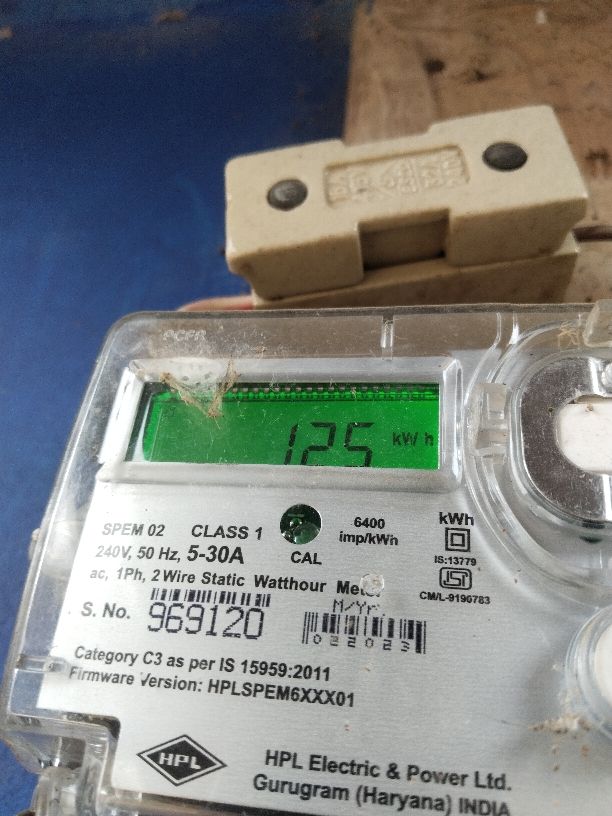 125 kWh
SPEM 02 CLASS 1
240V, 50 Hz, 5-30A
ac, 1Ph, 2 Wire Static Watthour Meter
CAL
6400
imp/kWh
kWh
IS:13779
ISI
CM/L-9190783
S. No. 969120
M/Yr
022023
Category C3 as per IS 15959:2011
Firmware Version: HPLSPEM6XXX01
HPL
HPL Electric & Power Ltd.
Gurugram (Haryana) INDIA